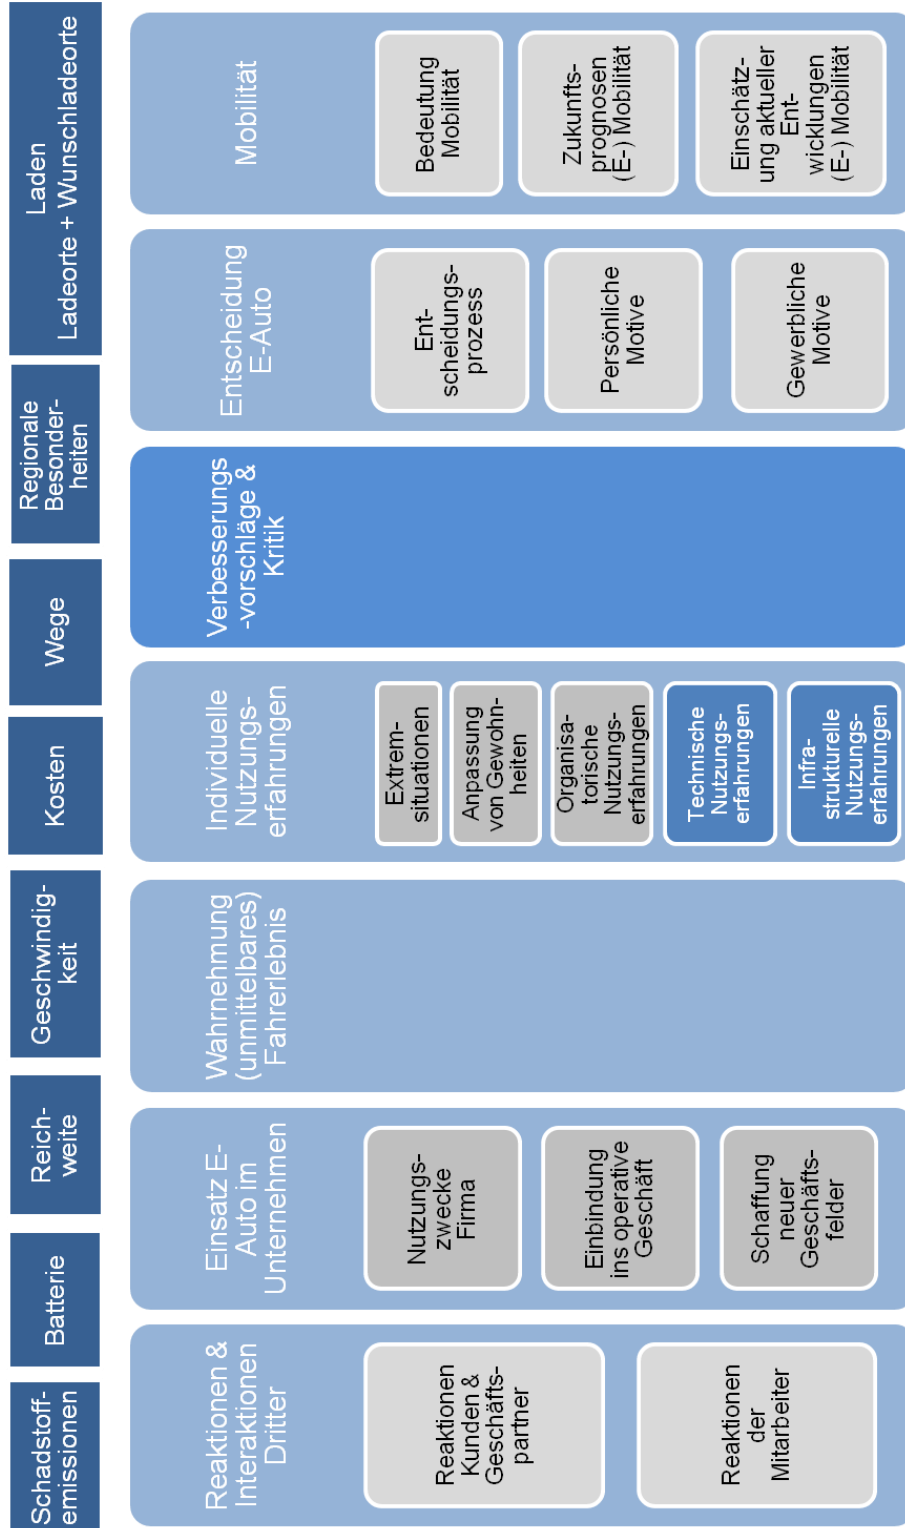 Schadstoff-
emissionen
Batterie
Reich-
weite
Geschwindig-
keit
Kosten
Wege
Regionale
Besonder-
heiten
Laden
Ladeorte + Wunschladeorte
Reaktionen &
Interaktionen
Dritter
Reaktionen
Kunden &
Geschäfts-
partner
Reaktionen
der
Mitarbeiter
Einsatz E-
Auto im
Unternehmen
Nutzungs-
zwecke
Firma
Einbindung
ins operative
Geschäft
Schaffung
neuer
Geschäfts-
felder
Wahrnehmung
(unmittelbares)
Fahrerlebnis
Individuelle
Nutzungs-
erfahrungen
Extrem-
situationen
Anpassung
von Gewohn-
heiten
Organisa-
torische
Nutzungs-
erfahrungen
Technische
Nutzungs-
erfahrungen
Infra-
strukturelle
Nutzungs-
erfahrungen
Verbesserungs
-vorschläge &
Kritik
Entscheidung
E-Auto
Ent-
scheidungs-
prozess
Persönliche
Motive
Gewerbliche
Motive
Mobilität
Bedeutung
Mobilität
Zukunfts-
prognosen
(E-) Mobilität
Einschätz-
ung aktueller
Ent-
wicklungen
(E-) Mobilität